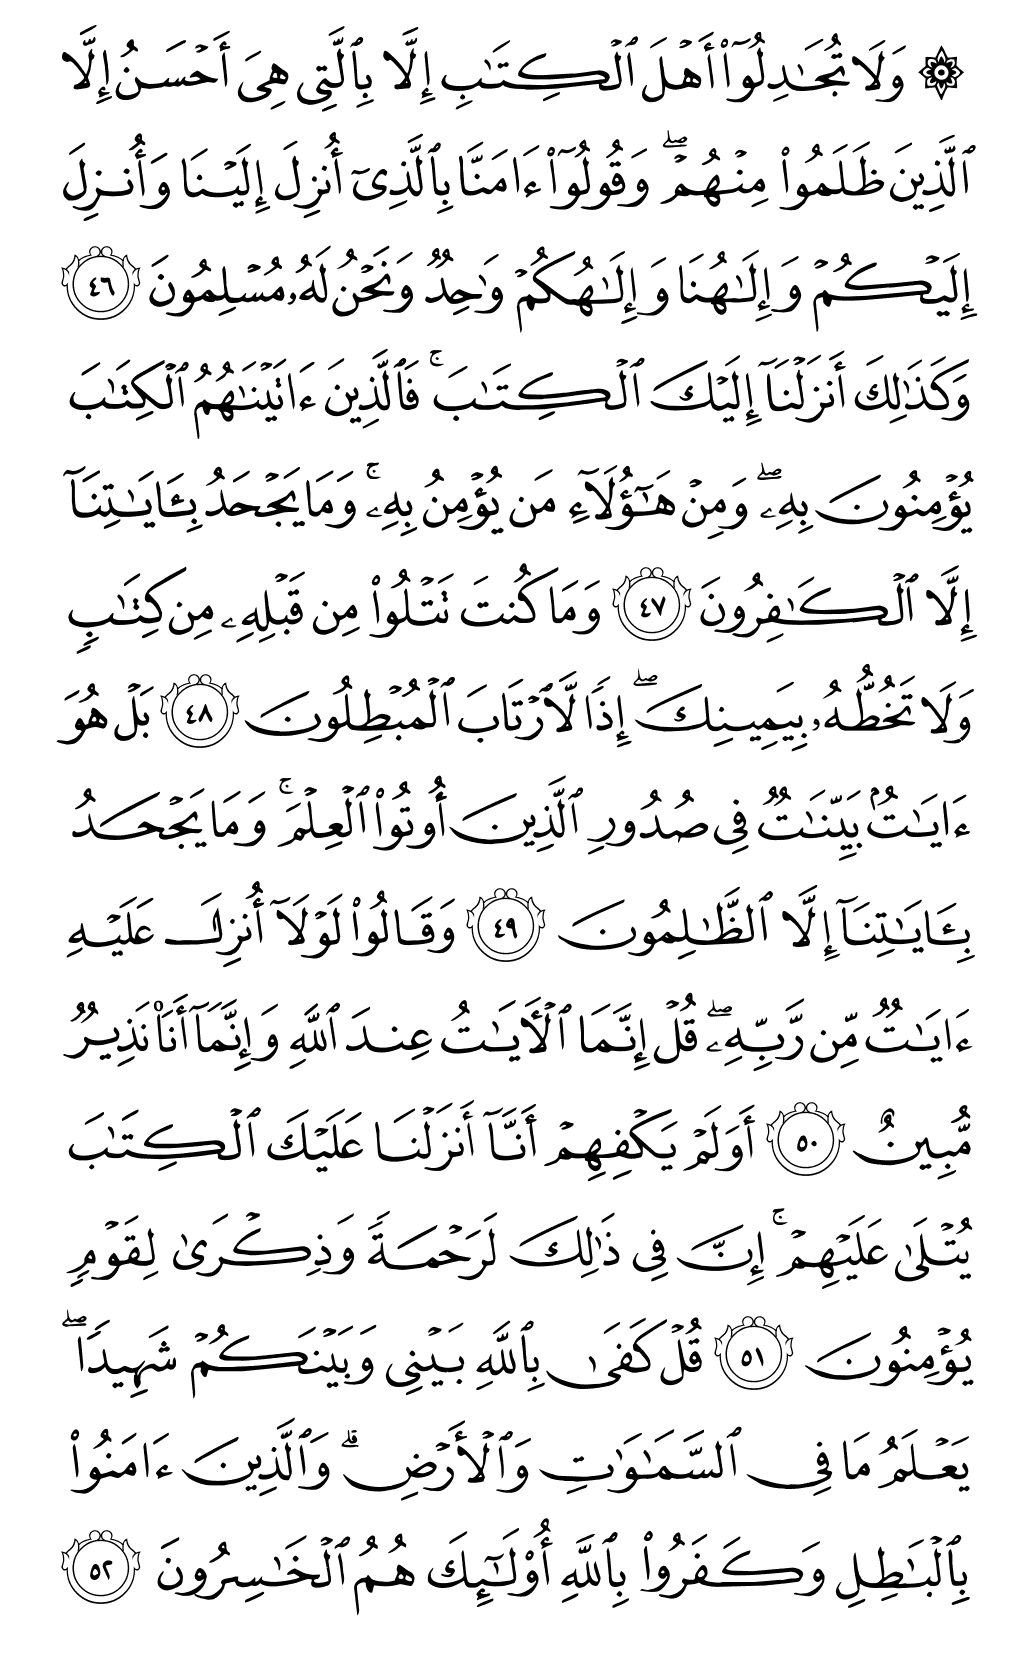 ۞ وَلَا تُجَٰدِلُوٓا۟ أَهْلَ ٱلْكِتَٰبِ إِلَّا بِٱلَّتِى هِىَ أَحْسَنُ إِلَّا
ٱلَّذِينَ ظَلَمُوا۟ مِنْهُمْ ۖ وَقُولُوٓا۟ ءَامَنَّا بِٱلَّذِىٓ أُنزِلَ إِلَيْنَا وَأُنزِلَ
إِلَيْكُمْ وَإِلَٰهُنَا وَإِلَٰهُكُمْ وَٰحِدٌ وَنَحْنُ لَهُۥ مُسْلِمُونَ ٤٦
وَكَذَٰلِكَ أَنزَلْنَآ إِلَيْكَ ٱلْكِتَٰبَ ۚ فَٱلَّذِينَ ءَاتَيْنَٰهُمُ ٱلْكِتَٰبَ
يُؤْمِنُونَ بِهِۦ ۖ وَمِنْ هَٰٓؤُلَآءِ مَن يُؤْمِنُ بِهِۦ ۚ وَمَا يَجْحَدُ بِـَٔايَٰتِنَآ
إِلَّا ٱلْكَٰفِرُونَ ٤٧ وَمَا كُنتَ تَتْلُوا۟ مِن قَبْلِهِۦ مِن كِتَٰبٍ
وَلَا تَخُطُّهُۥ بِيَمِينِكَ ۖ إِذًا لَّٱرْتَابَ ٱلْمُبْطِلُونَ ٤٨ بَلْ هُوَ
ءَايَٰتٌۢ بَيِّنَٰتٌ فِى صُدُورِ ٱلَّذِينَ أُوتُوا۟ ٱلْعِلْمَ ۚ وَمَا يَجْحَدُ
بِـَٔايَٰتِنَآ إِلَّا ٱلظَّٰلِمُونَ ٤٩ وَقَالُوا۟ لَوْلَآ أُنزِلَ عَلَيْهِ
ءَايَٰتٌ مِّن رَّبِّهِۦ ۖ قُلْ إِنَّمَا ٱلْـَٔايَٰتُ عِندَ ٱللَّهِ وَإِنَّمَآ أَنَا۠ نَذِيرٌ
مُّبِينٌ ٥٠ أَوَلَمْ يَكْفِهِمْ أَنَّآ أَنزَلْنَا عَلَيْكَ ٱلْكِتَٰبَ
يُتْلَىٰ عَلَيْهِمْ ۚ إِنَّ فِى ذَٰلِكَ لَرَحْمَةً وَذِكْرَىٰ لِقَوْمٍ
يُؤْمِنُونَ ٥١ قُلْ كَفَىٰ بِٱللَّهِ بَيْنِى وَبَيْنَكُمْ شَهِيدًا ۖ
يَعْلَمُ مَا فِى ٱلسَّمَٰوَٰتِ وَٱلْأَرْضِ ۗ وَٱلَّذِينَ ءَامَنُوا۟
بِٱلْبَٰطِلِ وَكَفَرُوا۟ بِٱللَّهِ أُو۟لَٰٓئِكَ هُمُ ٱلْخَٰسِرُونَ ٥٢